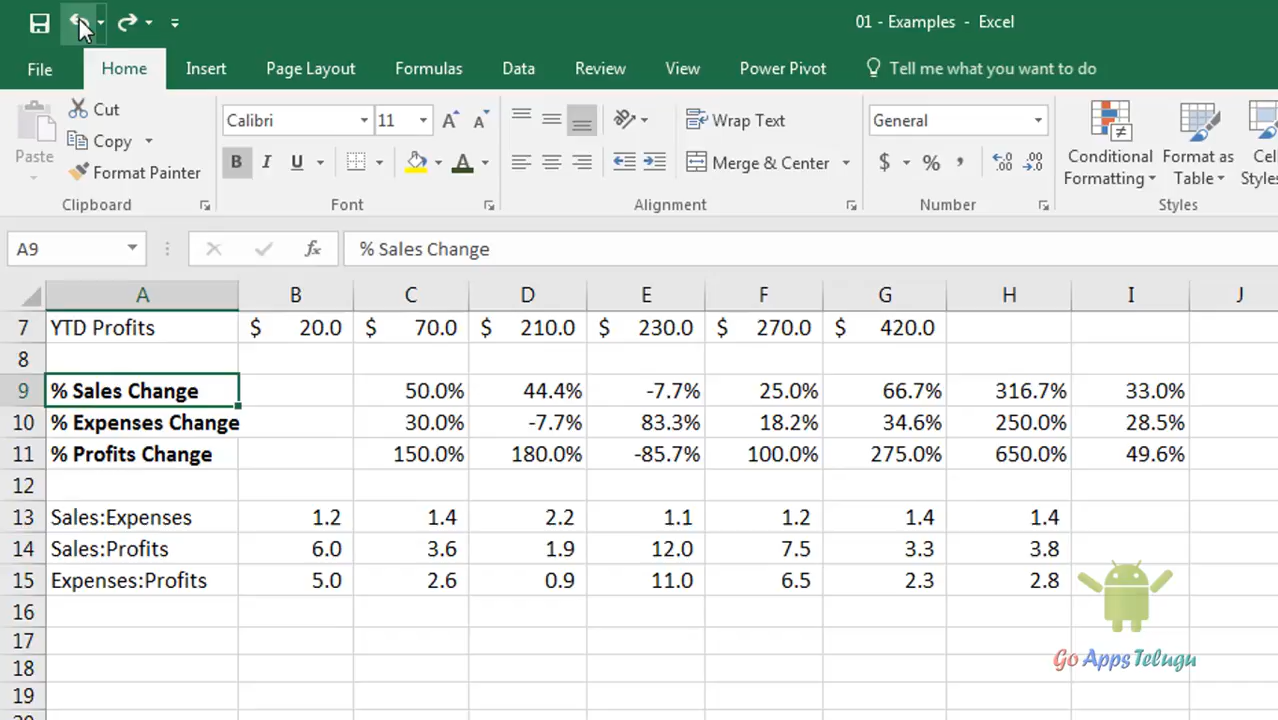 01 - Examples - Excel
File Home Insert Page Layout Formulas Data Review View Power Pivot Tell me what you want to do
Paste
Cut
Copy
Format Painter
Clipboard
Calibri 11 A A
B I U A
Font
Wrap Text
Merge & Center
Alignment
General
$ % , .0 .00 .00 .0
Number
Conditional Formatting
Format as Table
Cell Styles
Styles
A9 fx % Sales Change
A B C D E F G H I J
7 YTD Profits $ 20.0 $ 70.0 $ 210.0 $ 230.0 $ 270.0 $ 420.0
8
9 % Sales Change 50.0% 44.4% -7.7% 25.0% 66.7% 316.7% 33.0%
10 % Expenses Change 30.0% -7.7% 83.3% 18.2% 34.6% 250.0% 28.5%
11 % Profits Change 150.0% 180.0% -85.7% 100.0% 275.0% 650.0% 49.6%
12
13 Sales:Expenses 1.2 1.4 2.2 1.1 1.2 1.4 1.4
14 Sales:Profits 6.0 3.6 1.9 12.0 7.5 3.3 3.8
15 Expenses:Profits 5.0 2.6 0.9 11.0 6.5 2.3 2.8
16
17
18
19
Go Apps Telugu